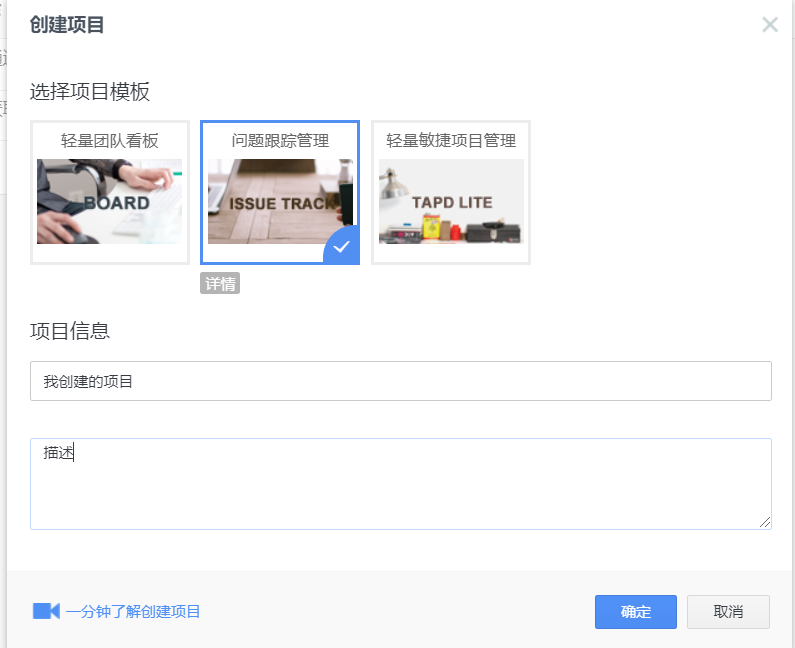 创建项目
选择项目模板
轻量团队看板
问题跟踪管理
轻量敏捷项目管理
BOARD
ISSUE TRACK
TAPD LITE
详情
项目信息
我创建的项目
描述
一分钟了解创建项目
确定
取消